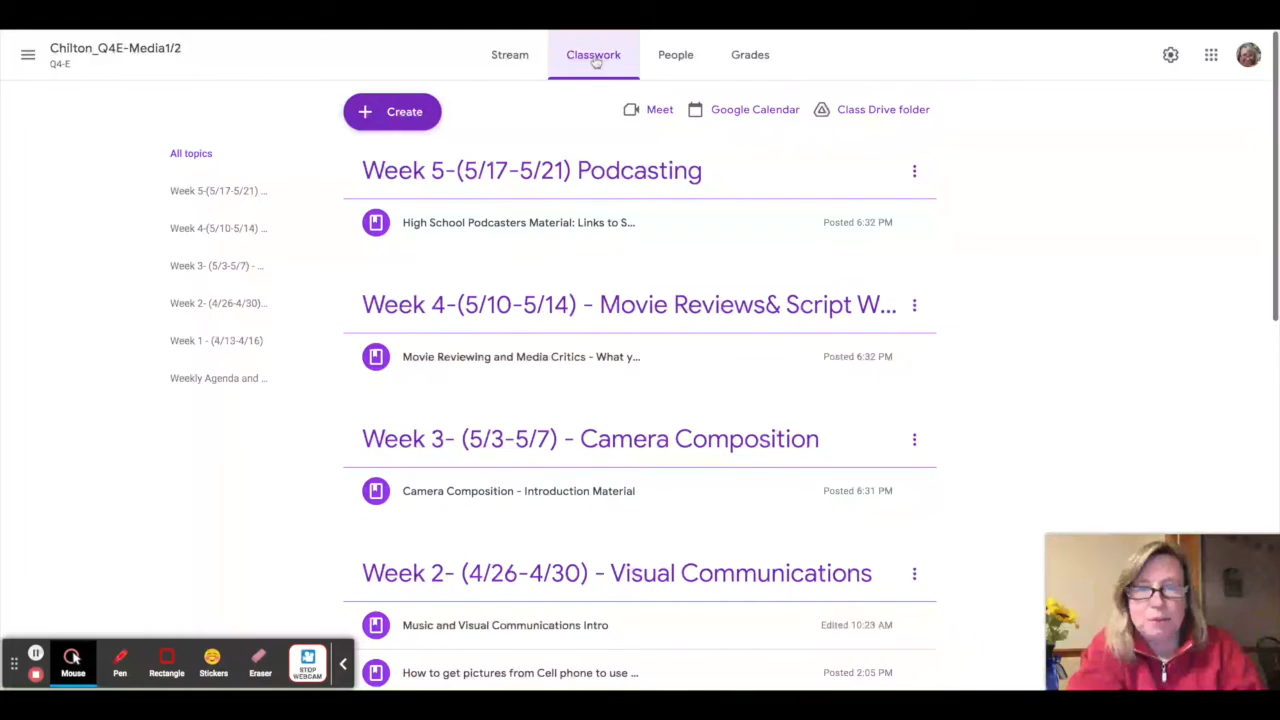 Chilton_Q4E-Media1/2
Q4-E
Stream
Classwork
People
Grades
Create
Meet
Google Calendar
Class Drive folder
All topics
Week 5-(5/17-5/21) ...
Week 4-(5/10-5/14) ...
Week 3- (5/3-5/7) - ...
Week 2- (4/26-4/30)...
Week 1 - (4/13-4/16)
Weekly Agenda and ...
Week 5-(5/17-5/21) Podcasting
High School Podcasters Material: Links to S...
Posted 6:32 PM
Week 4-(5/10-5/14) - Movie Reviews& Script W...
Movie Reviewing and Media Critics - What y...
Posted 6:32 PM
Week 3- (5/3-5/7) - Camera Composition
Camera Composition - Introduction Material
Posted 6:31 PM
Week 2- (4/26-4/30) - Visual Communications
Music and Visual Communications Intro
Edited 10:23 AM
How to get pictures from Cell phone to use ...
Posted 2:05 PM
Mouse
Pen
Rectangle
Stickers
Eraser
STOP
WEBCAM